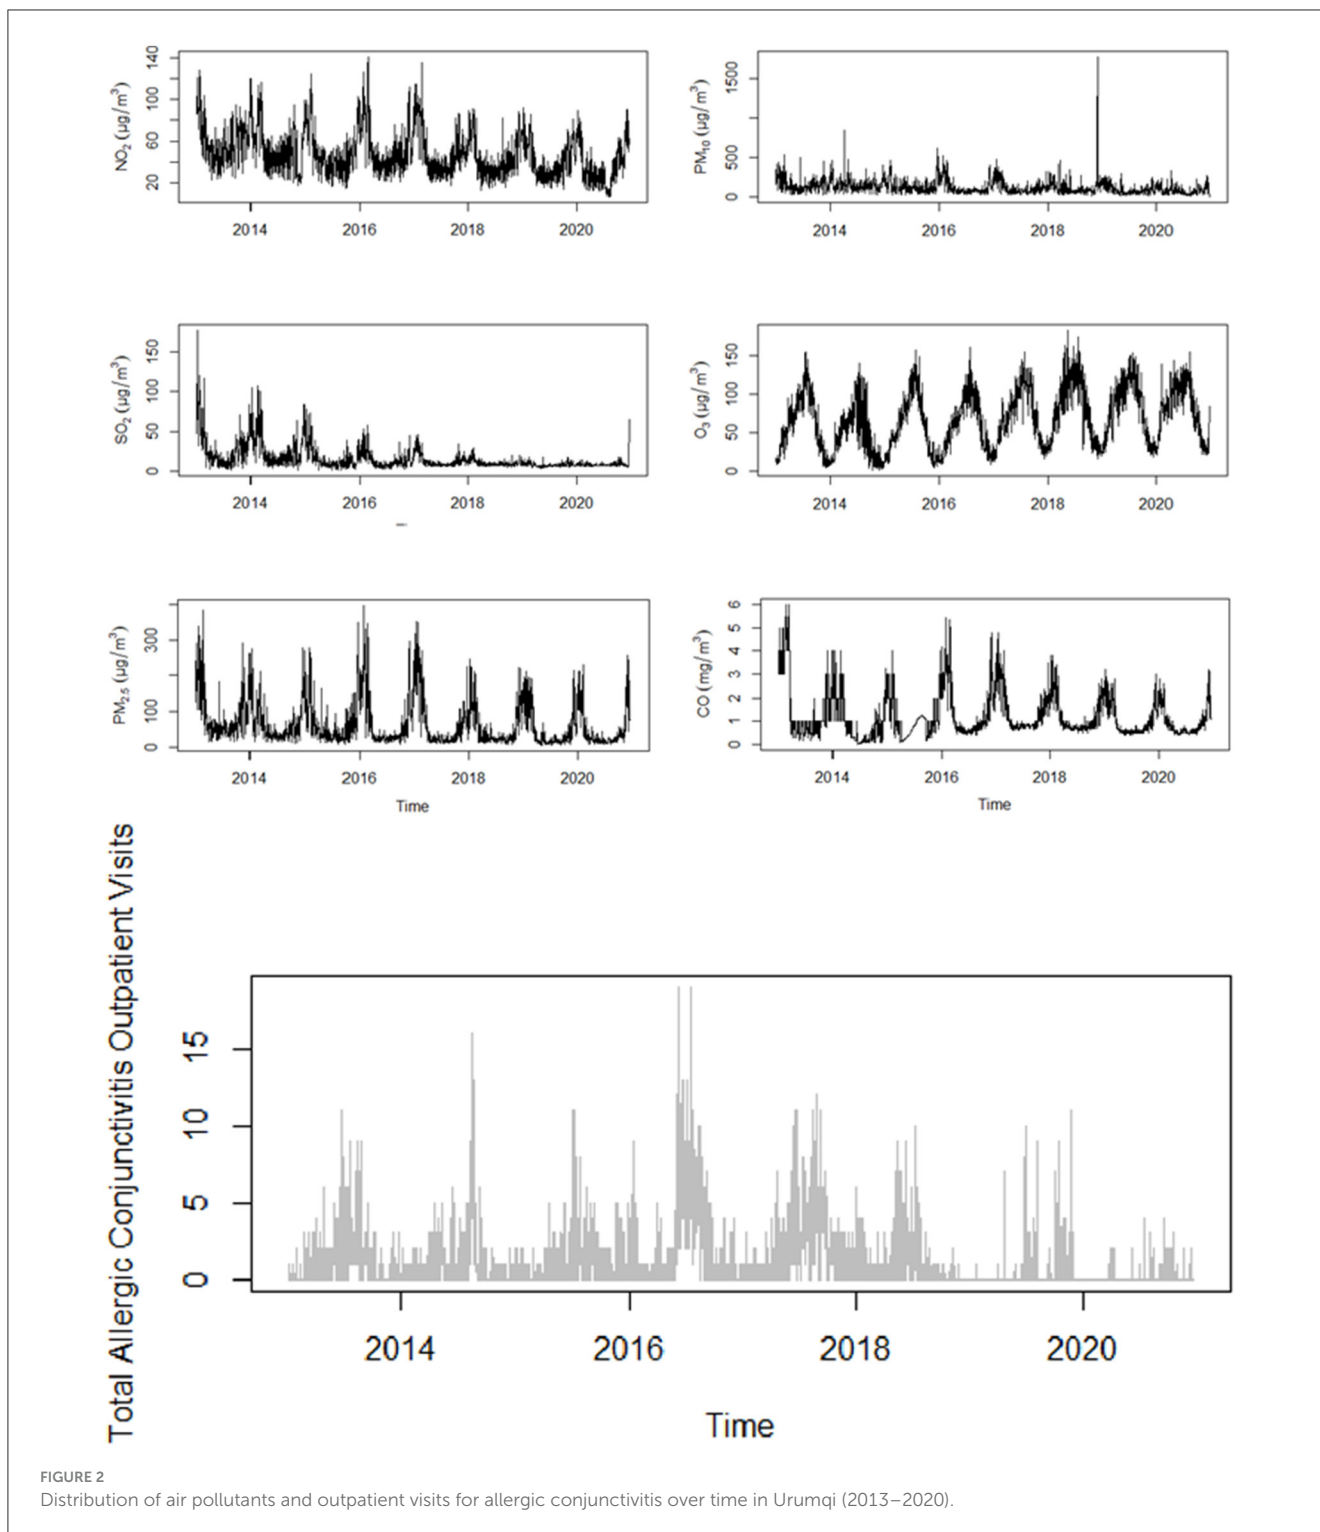 NO₂ (μg/m³)
140
100
60
20
2014 2016 2018 2020
PM₁₀ (μg/m³)
1500
500
0
2014 2016 2018 2020
SO₂ (μg/m³)
150
100
50
0
2014 2016 2018 2020
O₃ (μg/m³)
150
100
50
0
2014 2016 2018 2020
PM₂.₅ (μg/m³)
300
100
0
2014 2016 2018 2020
Time
CO (mg/m³)
6
5
4
3
2
1
0
2014 2016 2018 2020
Time
Total Allergic Conjunctivitis Outpatient Visits
15
10
5
0
2014 2016 2018 2020
Time
FIGURE 2
Distribution of air pollutants and outpatient visits for allergic conjunctivitis over time in Urumqi (2013–2020).